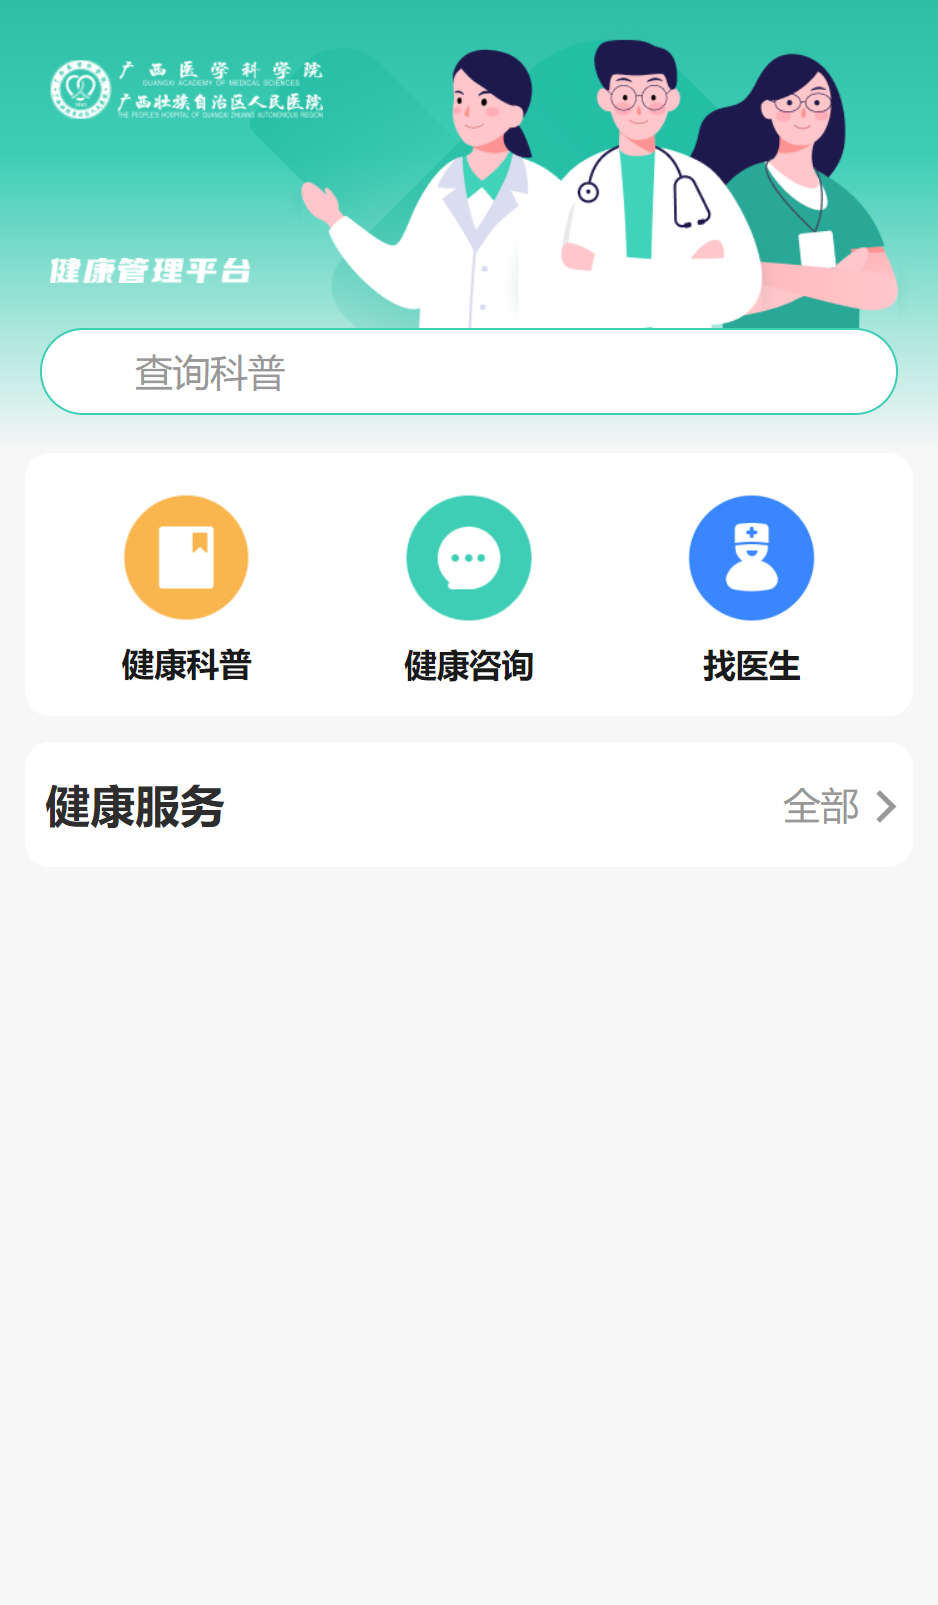 广西医学科学院
GUANGXI ACADEMY OF MEDICAL SCIENCES
广西壮族自治区人民医院
THE PEOPLE'S HOSPITAL OF GUANGXI ZHUANG AUTONOMOUS REGION
健康管理平台
查询科普
健康科普
健康咨询
找医生
健康服务
全部